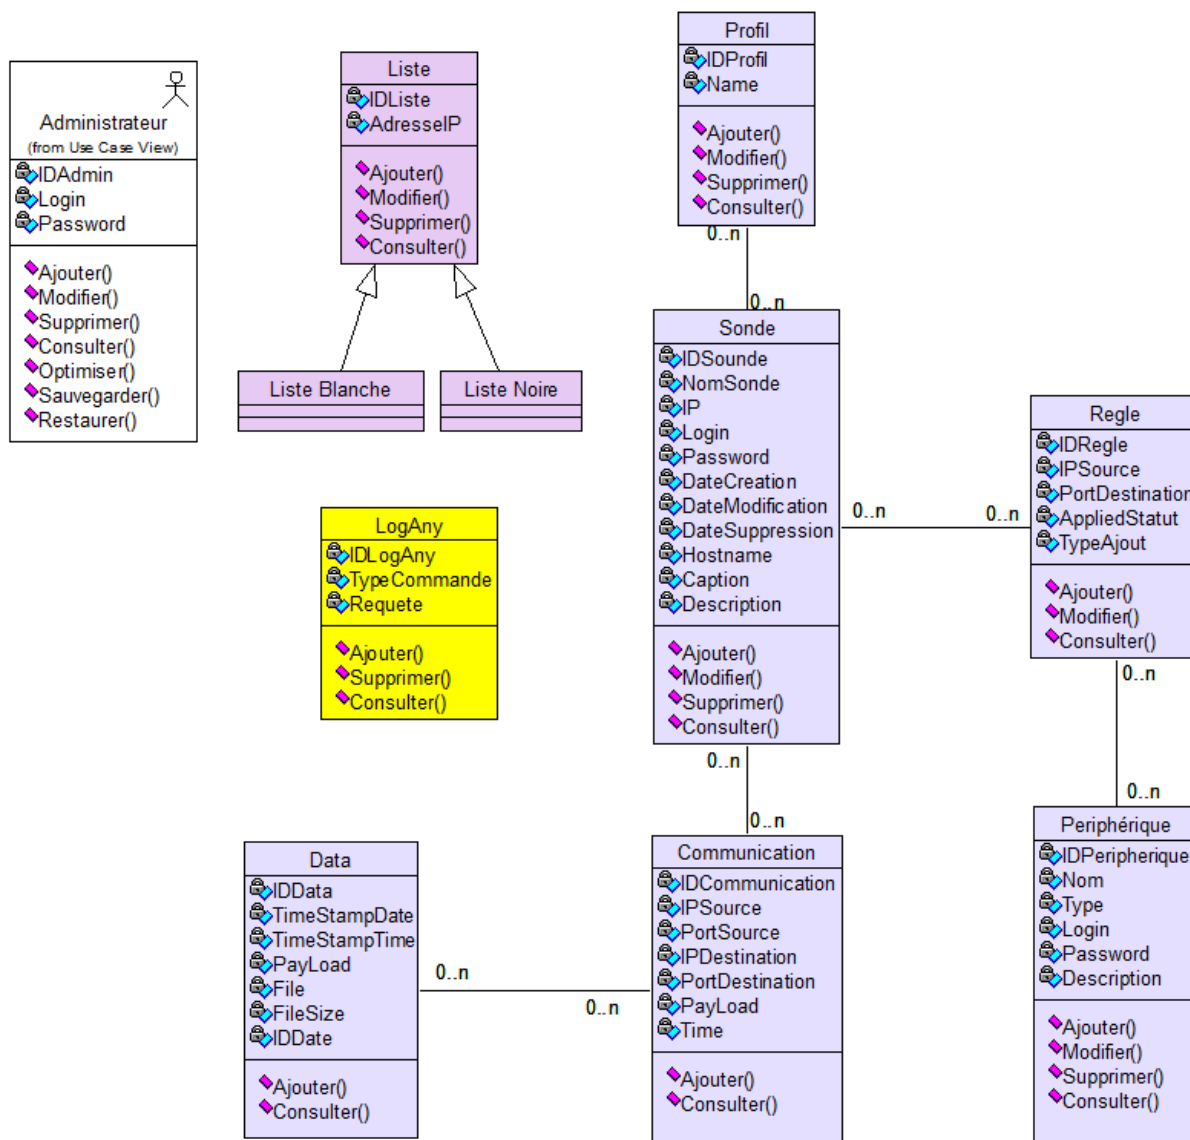 Administrateur
(from Use Case View)
IDAdmin
Login
Password
Ajouter()
Modifier()
Supprimer()
Consulter()
Optimiser()
Sauvegarder()
Restaurer()
Liste
IDListe
AdresseIP
Ajouter()
Modifier()
Supprimer()
Consulter()
Liste Blanche
Liste Noire
Profil
IDProfil
Name
Ajouter()
Modifier()
Supprimer()
Consulter()
0..n
0..n
Sonde
IDSounde
NomSonde
IP
Login
Password
DateCreation
DateModification
DateSuppression
Hostname
Caption
Description
Ajouter()
Modifier()
Supprimer()
Consulter()
0..n
0..n
Regle
IDRegle
IPSource
PortDestination
AppliedStatut
TypeAjout
Ajouter()
Modifier()
Consulter()
0..n
0..n
LogAny
IDLogAny
TypeCommande
Requete
Ajouter()
Supprimer()
Consulter()
0..n
0..n
Data
IDData
TimeStampDate
TimeStampTime
PayLoad
File
FileSize
IDDate
Ajouter()
Consulter()
0..n
0..n
Communication
IDCommunication
IPSource
PortSource
IPDestination
PortDestination
PayLoad
Time
Ajouter()
Consulter()
Periphérique
IDPeripherique
Nom
Type
Login
Password
Description
Ajouter()
Modifier()
Supprimer()
Consulter()